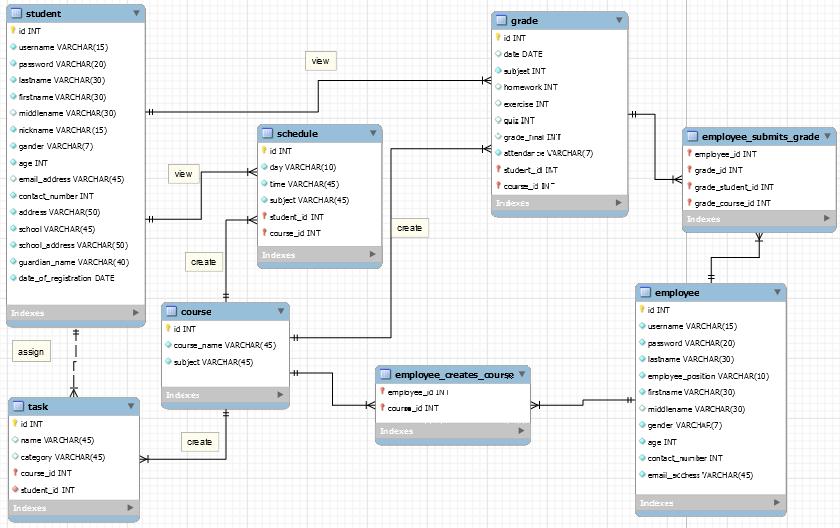 student
id INT
username VARCHAR(15)
password VARCHAR(20)
lastname VARCHAR(30)
firstname VARCHAR(30)
middlename VARCHAR(30)
nickname VARCHAR(15)
gender VARCHAR(7)
age INT
email_address VARCHAR(45)
contact_number INT
address VARCHAR(50)
school VARCHAR(45)
school_address VARCHAR(50)
guardian_name VARCHAR(40)
date_of_registration DATE
Indexes
view
view
create
create
assign
create
schedule
id INT
day VARCHAR(10)
time VARCHAR(45)
subject VARCHAR(45)
student_id INT
course_id INT
Indexes
grade
id INT
date DATE
subject INT
homework INT
exercise INT
quiz INT
grade_final INT
attendance VARCHAR(7)
student_id INT
course_id INT
Indexes
employee_submits_grade
employee_id INT
grade_id INT
grade_student_id INT
grade_course_id INT
Indexes
course
id INT
course_name VARCHAR(45)
subject VARCHAR(45)
Indexes
employee_creates_course
employee_id INT
course_id INT
Indexes
employee
id INT
username VARCHAR(15)
password VARCHAR(20)
lastname VARCHAR(30)
employee_position VARCHAR(10)
firstname VARCHAR(30)
middlename VARCHAR(30)
gender VARCHAR(7)
age INT
contact_number INT
email_address VARCHAR(45)
Indexes
task
id INT
name VARCHAR(45)
category VARCHAR(45)
course_id INT
student_id INT
Indexes